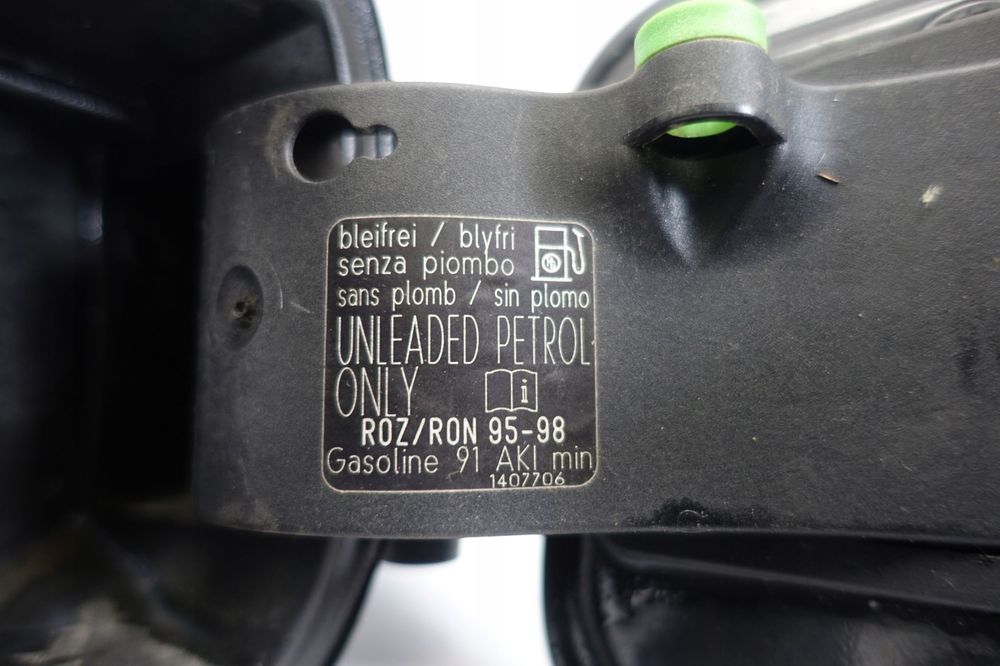 bleifrei / blyfri
senza piombo
sans plomb / sin plomo
UNLEADED PETROL
ONLY
ROZ/RON 95-98
Gasoline 91 AKI min
1407706